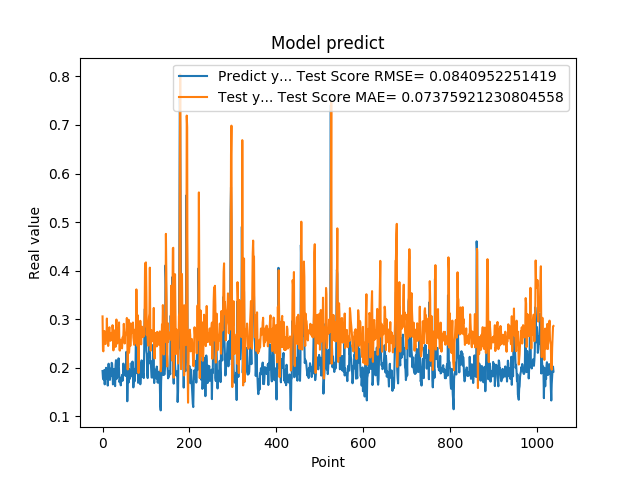 Model predict
Predict y... Test Score RMSE= 0.0840952251419
Test y... Test Score MAE= 0.07375921230804558
0.8
0.7
0.6
0.5
0.4
0.3
0.2
0.1
Real value
0 200 400 600 800 1000
Point